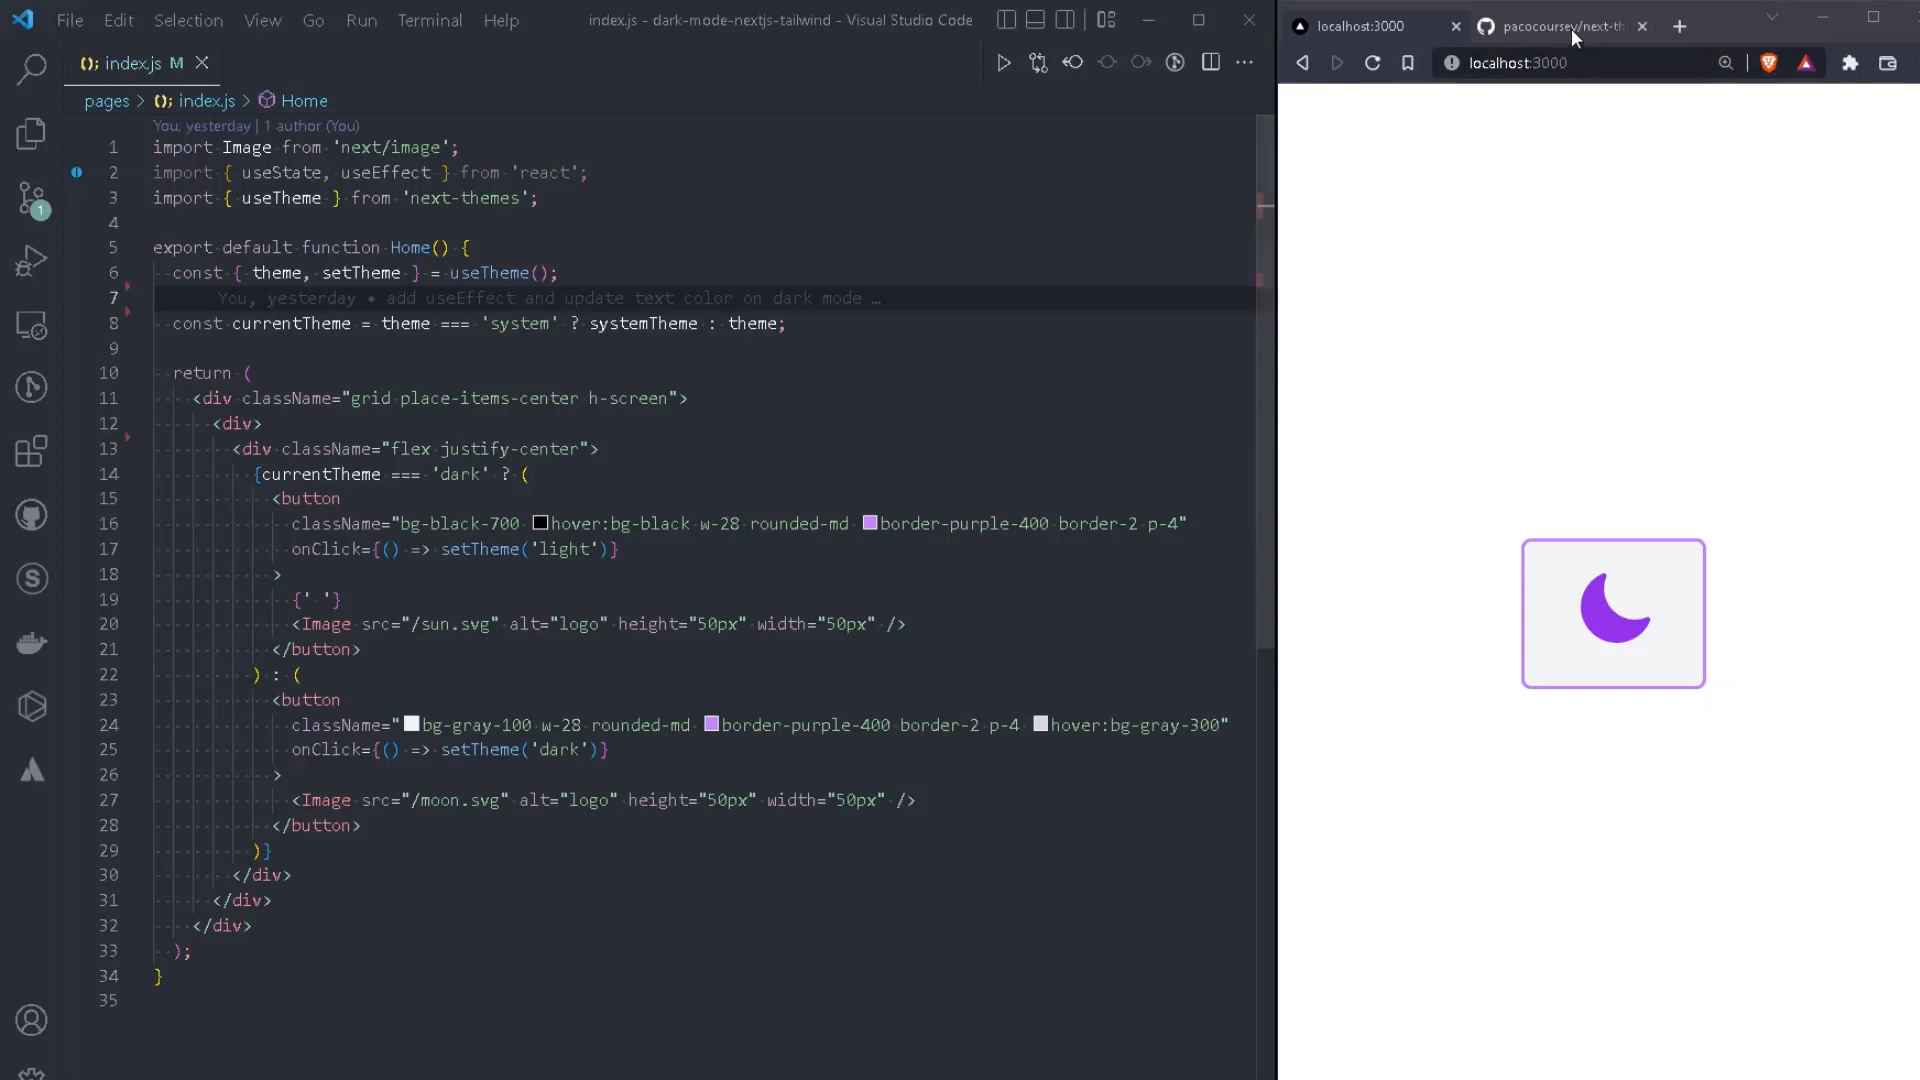 File Edit Selection View Go Run Terminal Help
index.js - dark-mode-nextjs-tailwind - Visual Studio Code
index.js M
pages > index.js > Home
You, yesterday | 1 author (You)
1 import Image from 'next/image';
2 import { useState, useEffect } from 'react';
3 import { useTheme } from 'next-themes';
4
5 export default function Home() {
6 const { theme, setTheme } = useTheme();
7 You, yesterday • add useEffect and update text color on dark mode …
8 const currentTheme = theme === 'system' ? systemTheme : theme;
9
10 return (
11 <div className="grid place-items-center h-screen">
12 <div>
13 <div className="flex justify-center">
14 {currentTheme === 'dark' ? (
15 <button
16 className="bg-black-700 hover:bg-black w-28 rounded-md border-purple-400 border-2 p-4"
17 onClick={() => setTheme('light')}
18 >
19 {' '}
20 <Image src="/sun.svg" alt="logo" height="50px" width="50px" />
21 </button>
22 ) : (
23 <button
24 className="bg-gray-100 w-28 rounded-md border-purple-400 border-2 p-4 hover:bg-gray-300"
25 onClick={() => setTheme('dark')}
26 >
27 <Image src="/moon.svg" alt="logo" height="50px" width="50px" />
28 </button>
29 )}
30 </div>
31 </div>
32 </div>
33 );
34 }
35
1
localhost:3000
pacocoursey/next-th
localhost:3000